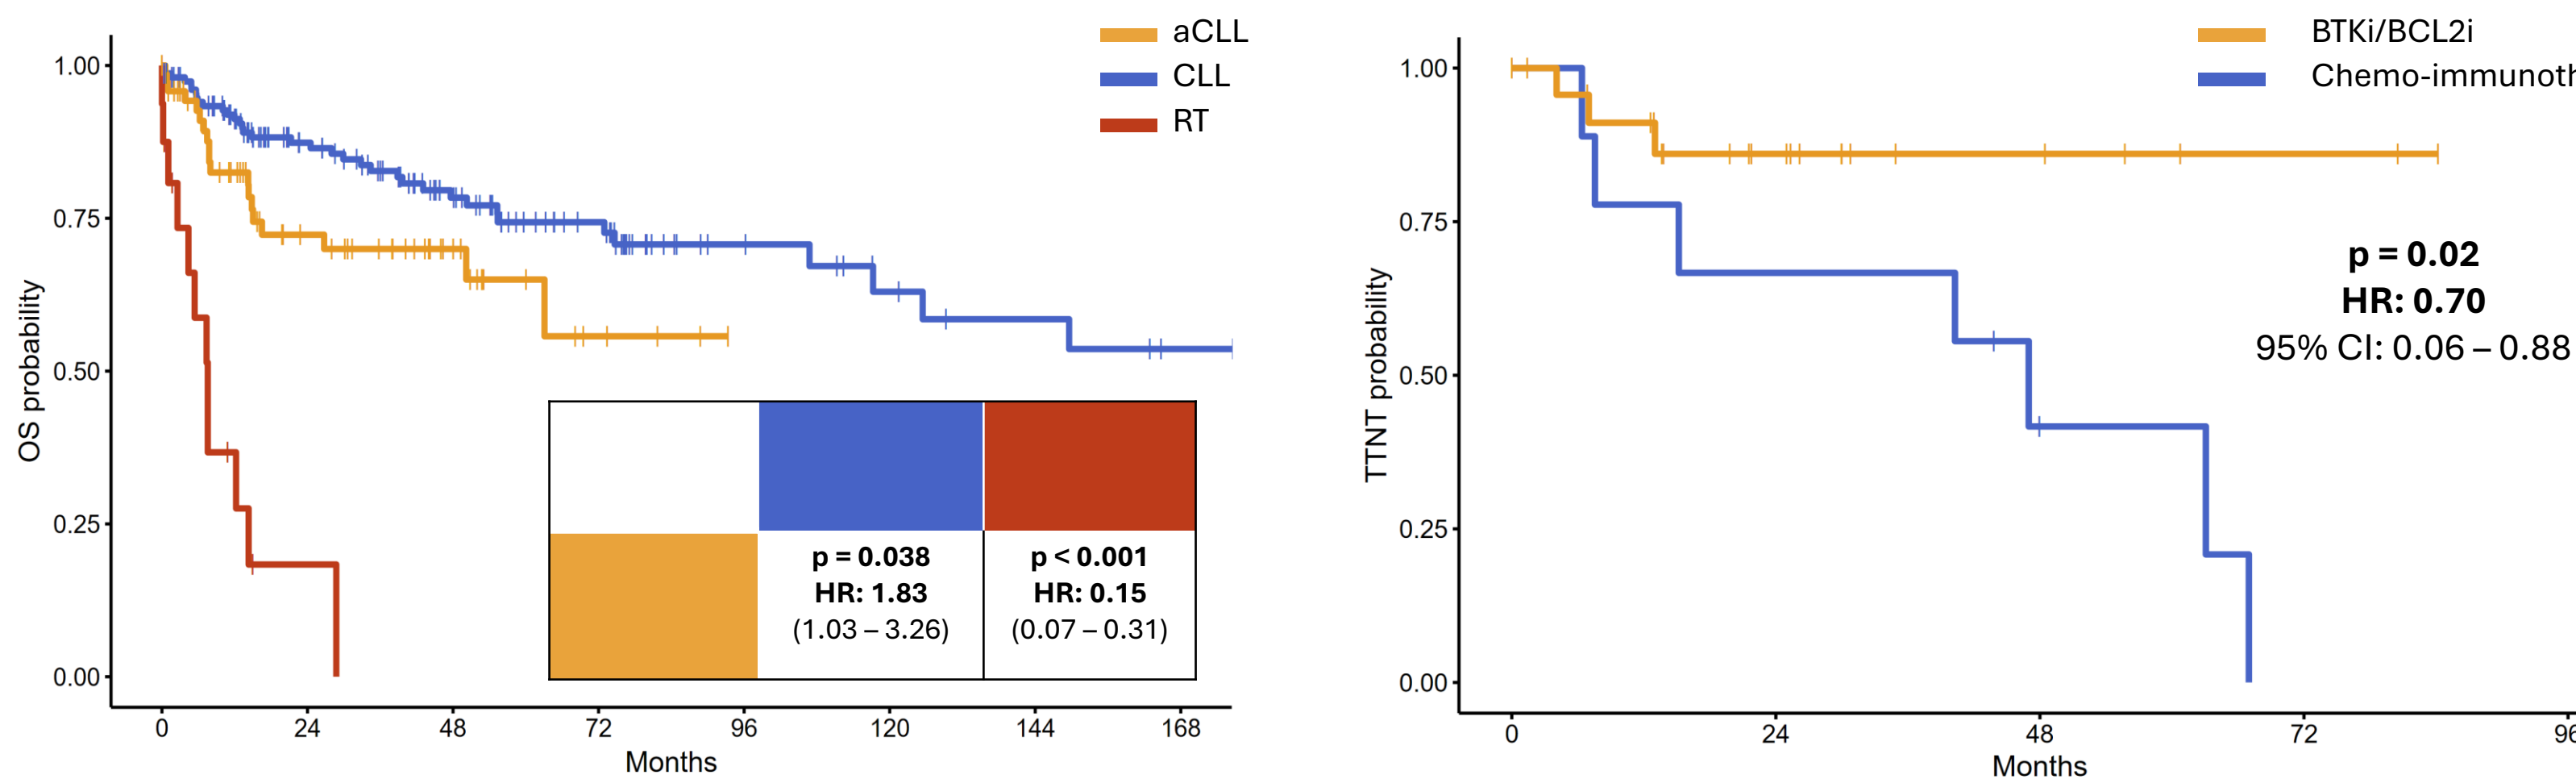 aCLL
CLL
RT
OS probability
1.00
0.75
0.50
0.25
0.00
p = 0.038
HR: 1.83
(1.03 – 3.26)
p < 0.001
HR: 0.15
(0.07 – 0.31)
0 24 48 72 96 120 144 168
Months
BTKi/BCL2i
Chemo-immunoth
TTNT probability
1.00
0.75
0.50
0.25
0.00
p = 0.02
HR: 0.70
95% CI: 0.06 – 0.88
0 24 48 72 96
Months